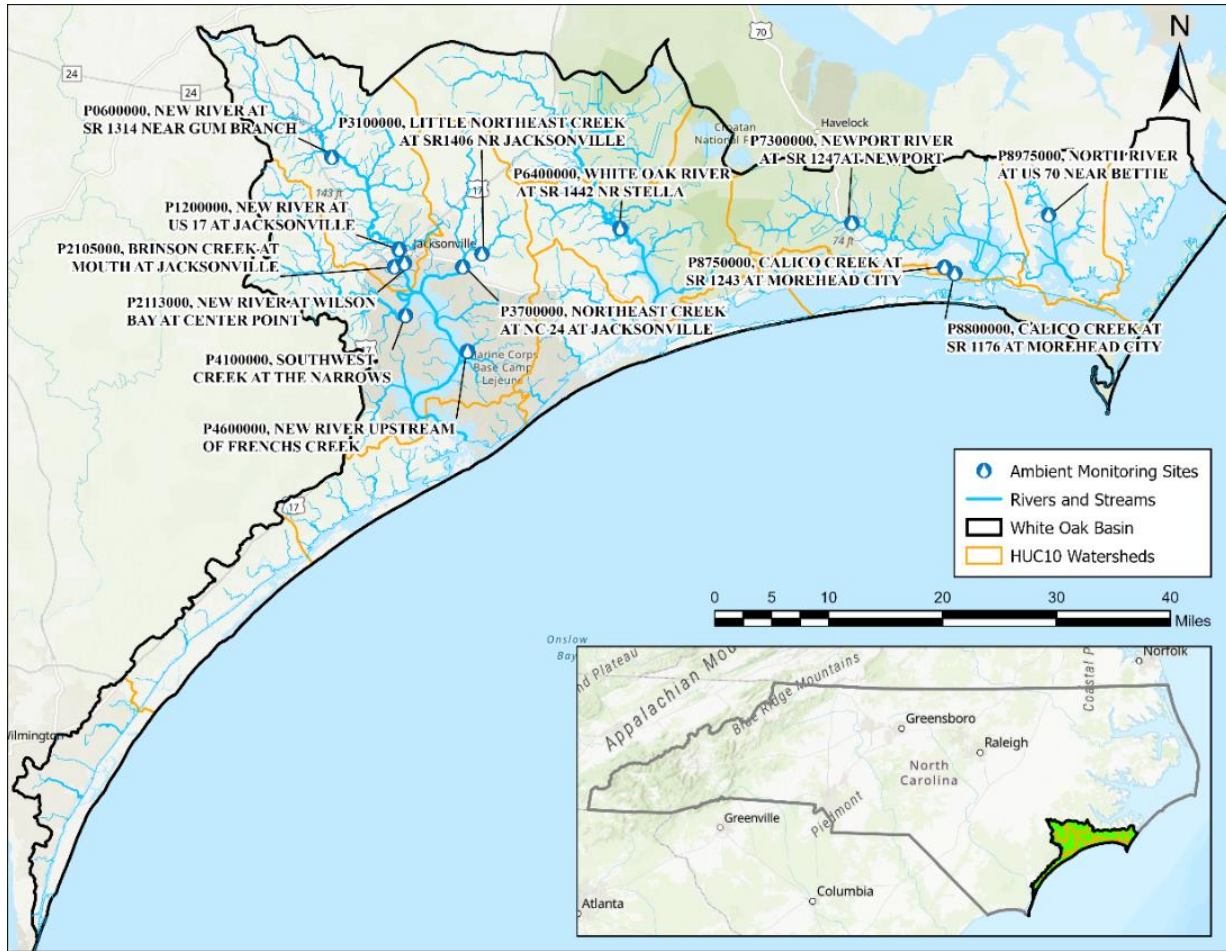 N
70
24
24
P0600000, NEW RIVER AT
SR 1314 NEAR GUM BRANCH
P3100000, LITTLE NORTHEAST CREEK
AT SR1406 NR JACKSONVILLE
Croatan
National
Havelock
P7300000, NEWPORT RIVER
AT SR 1247AT NEWPORT
P8975000, NORTH RIVER
AT US 70 NEAR BETTIE
17
P6400000, WHITE OAK RIVER
AT SR 1442 NR STELLA
143 ft
P1200000, NEW RIVER AT
US 17 AT JACKSONVILLE
Jacksonville
74 ft
P2105000, BRINSON CREEK AT
MOUTH AT JACKSONVILLE
P8750000, CALICO CREEK AT
SR 1243 AT MOREHEAD CITY
P2113000, NEW RIVER AT WILSON
BAY AT CENTER POINT
P3700000, NORTHEAST CREEK
AT NC 24 AT JACKSONVILLE
P8800000, CALICO CREEK AT
SR 1176 AT MOREHEAD CITY
17
P4100000, SOUTHWEST
CREEK AT THE NARROWS
Marine Corps
Base Camp
Lejeune
P4600000, NEW RIVER UPSTREAM
OF FRENCHS CREEK
17
Ambient Monitoring Sites
Rivers and Streams
White Oak Basin
HUC10 Watersheds
0 5 10 20 30 40
Miles
Onslow
Bay
Wilmington
Norfolk
nd Plateau
Appalachian Mou
Blue Ridge Mountains
Coastal P
Greensboro
Raleigh
North
Carolina
Piedmont
Greenville
Columbia
Atlanta